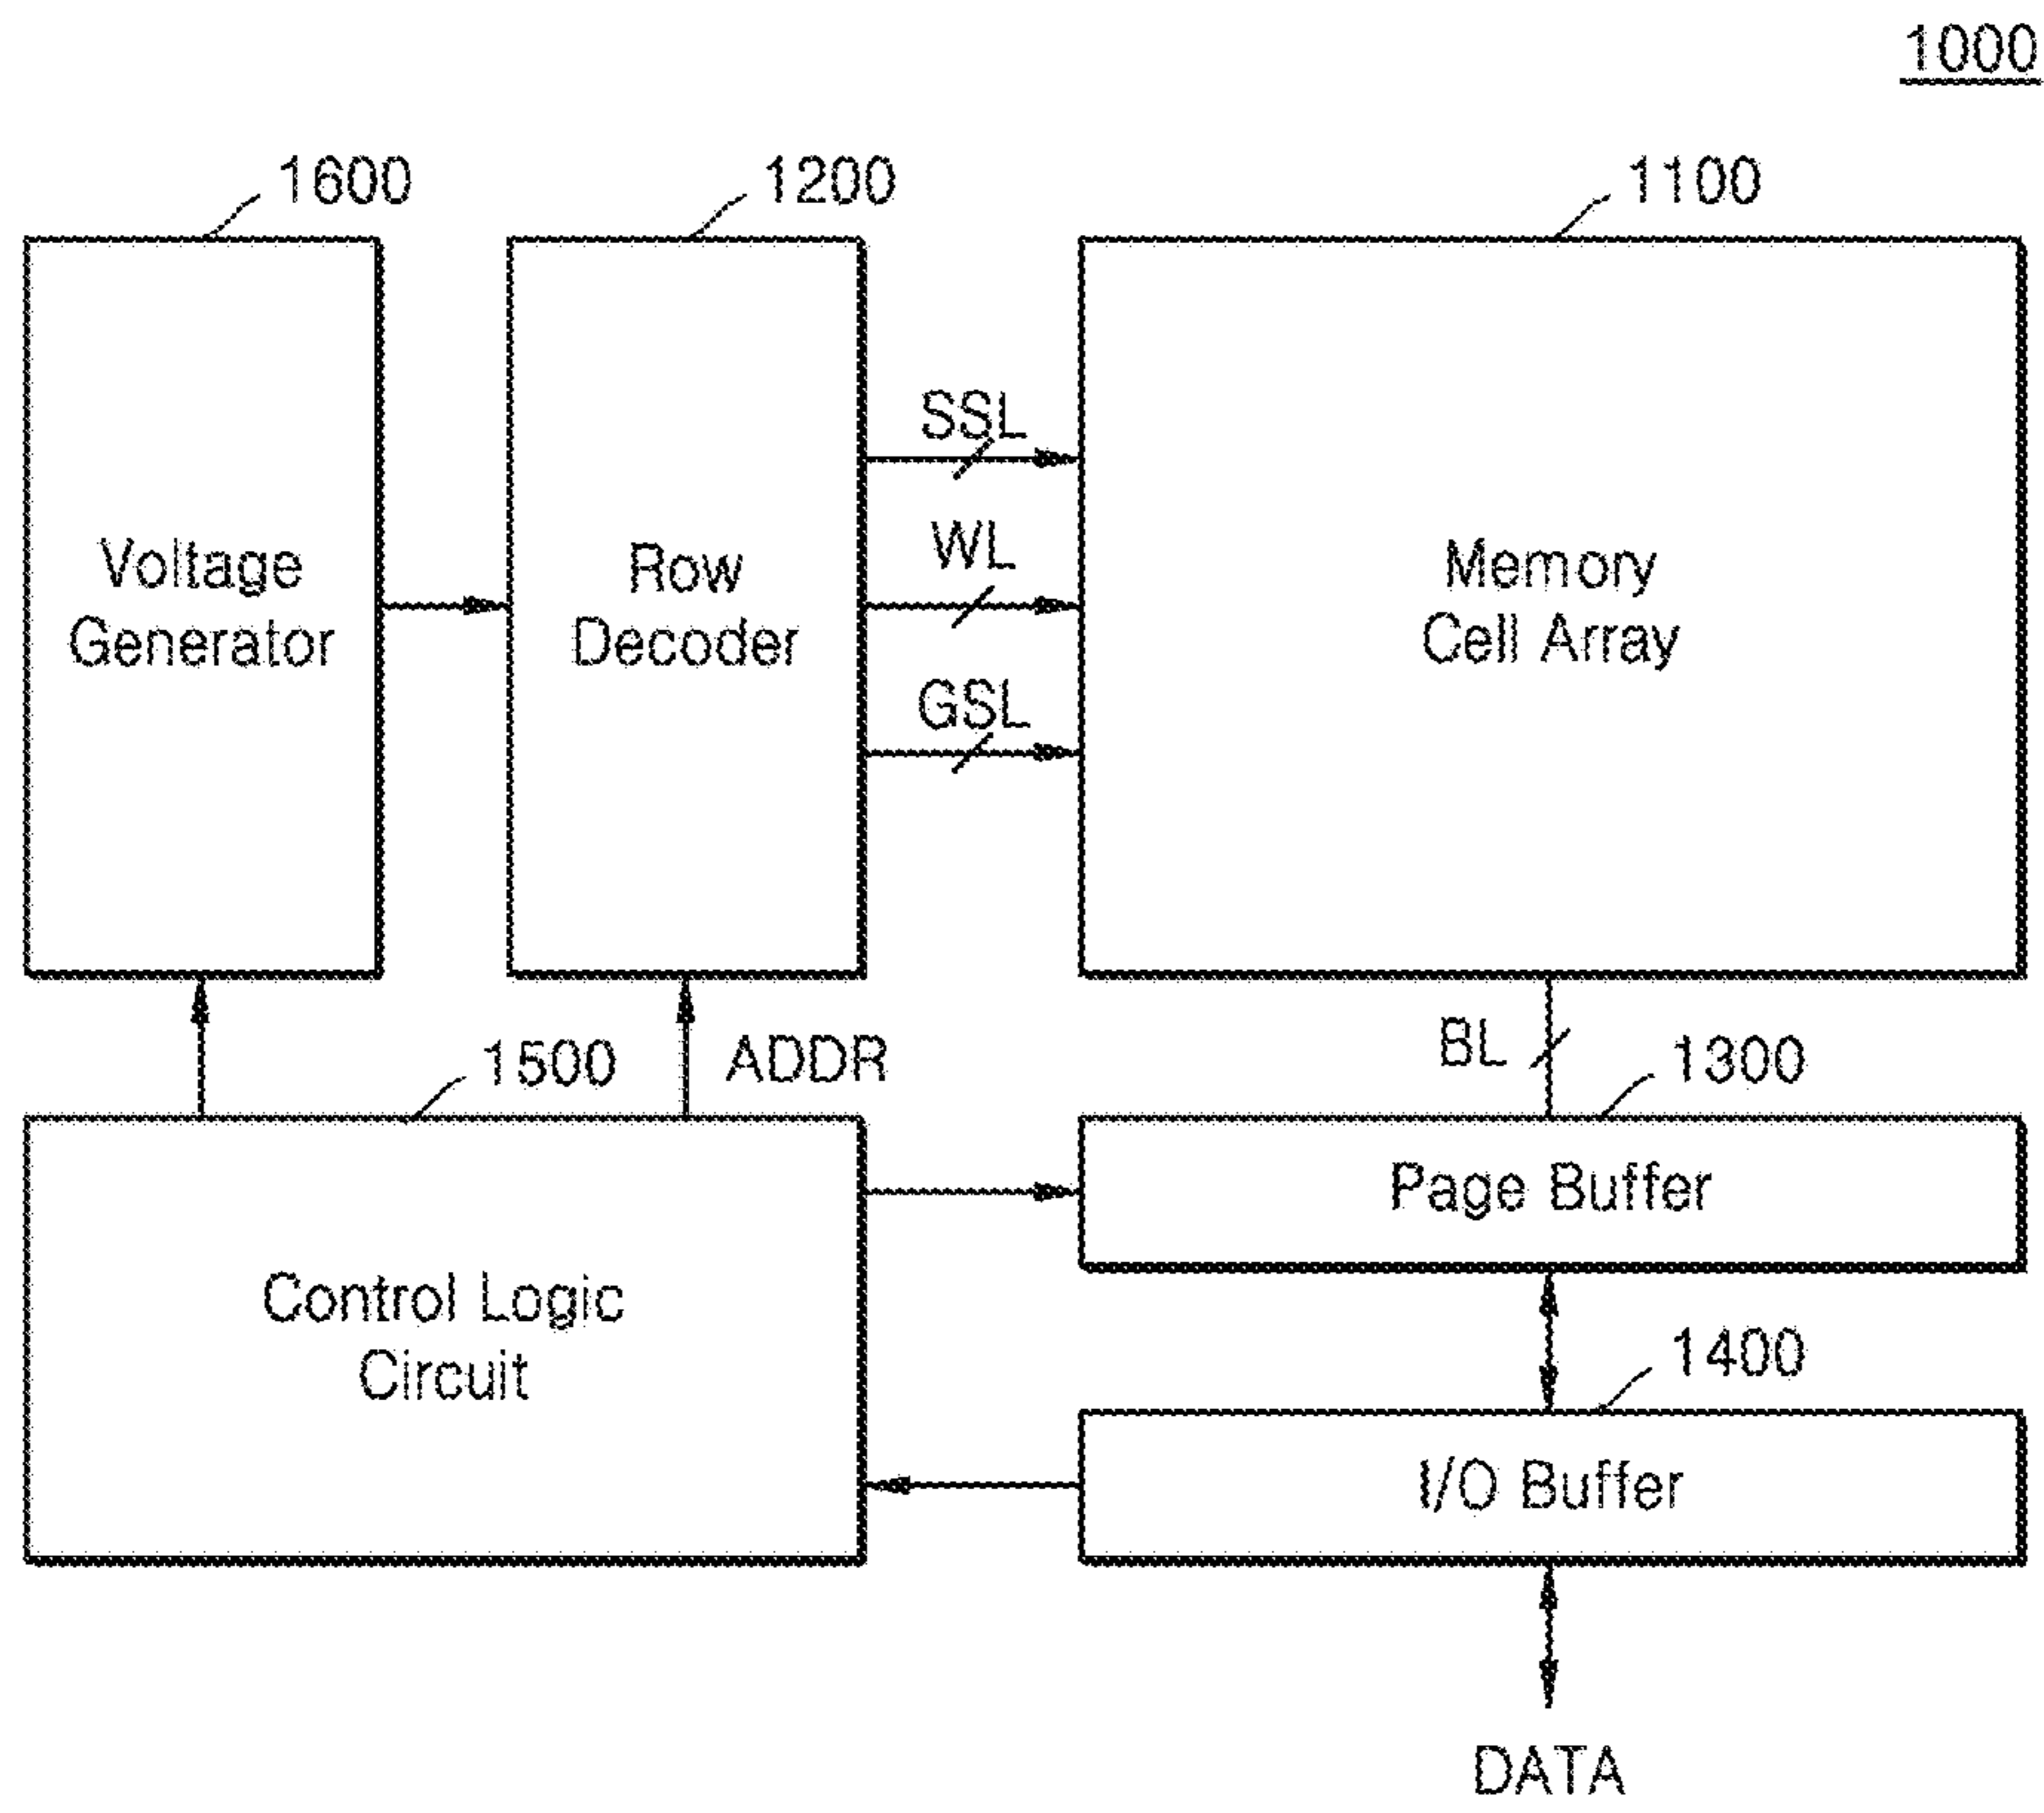 1000
1600
1200
1100
Voltage
Generator
Row
Decoder
SSL
WL
GSL
Memory
Cell Array
1500
ADDR
BL
1300
Control Logic
Circuit
Page Buffer
1400
I/O Buffer
DATA